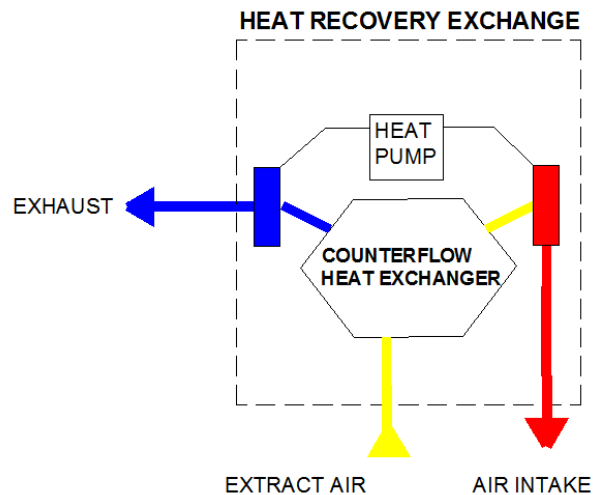 HEAT RECOVERY EXCHANGE
HEAT
PUMP
EXHAUST
COUNTERFLOW
HEAT EXCHANGER
EXTRACT AIR
AIR INTAKE